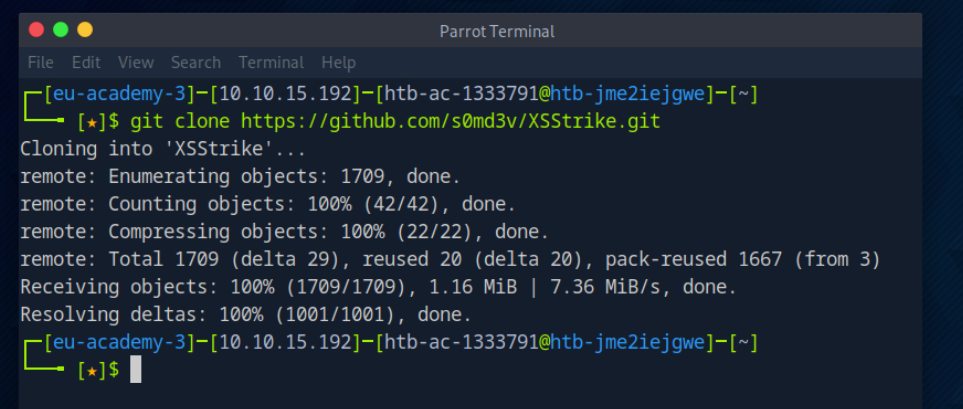 Parrot Terminal
File Edit View Search Terminal Help
┌─[eu-academy-3]─[10.10.15.192]─[htb-ac-1333791@htb-jme2iejgwe]─[~]
└──╼ [★]$ git clone https://github.com/s0md3v/XSStrike.git
Cloning into 'XSStrike'...
remote: Enumerating objects: 1709, done.
remote: Counting objects: 100% (42/42), done.
remote: Compressing objects: 100% (22/22), done.
remote: Total 1709 (delta 29), reused 20 (delta 20), pack-reused 1667 (from 3)
Receiving objects: 100% (1709/1709), 1.16 MiB | 7.36 MiB/s, done.
Resolving deltas: 100% (1001/1001), done.
┌─[eu-academy-3]─[10.10.15.192]─[htb-ac-1333791@htb-jme2iejgwe]─[~]
└──╼ [★]$